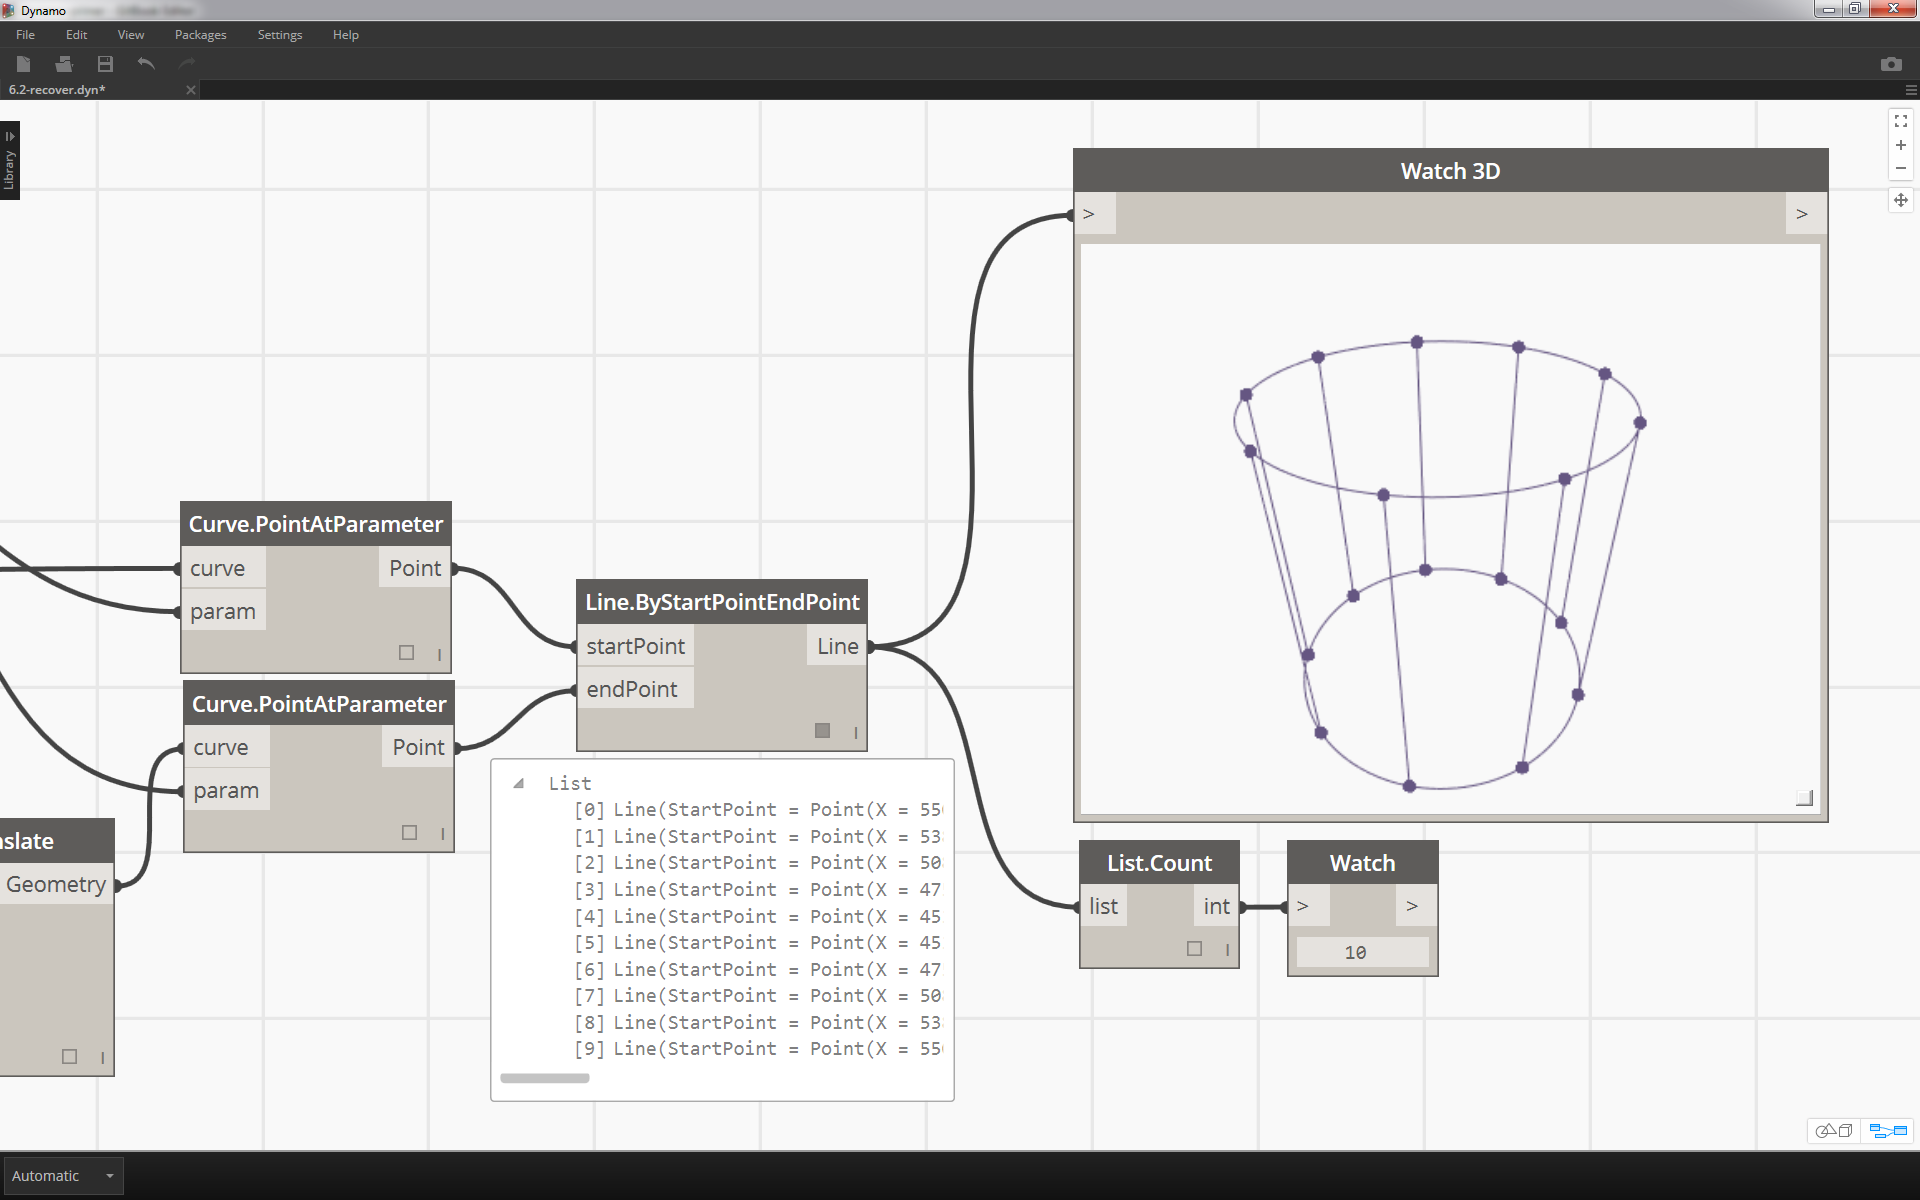 Dynamo
File Edit View Packages Settings Help
6.2-recover.dyn*
Library
Watch 3D
> >
Curve.PointAtParameter
curve Point
param
Line.ByStartPointEndPoint
startPoint Line
endPoint
Curve.PointAtParameter
curve Point
param
nslate
Geometry
List
[0] Line(StartPoint = Point(X = 55
[1] Line(StartPoint = Point(X = 53
[2] Line(StartPoint = Point(X = 50
[3] Line(StartPoint = Point(X = 47
[4] Line(StartPoint = Point(X = 45
[5] Line(StartPoint = Point(X = 45
[6] Line(StartPoint = Point(X = 47
[7] Line(StartPoint = Point(X = 50
[8] Line(StartPoint = Point(X = 53
[9] Line(StartPoint = Point(X = 55
List.Count
list int
Watch
> >
10
Automatic